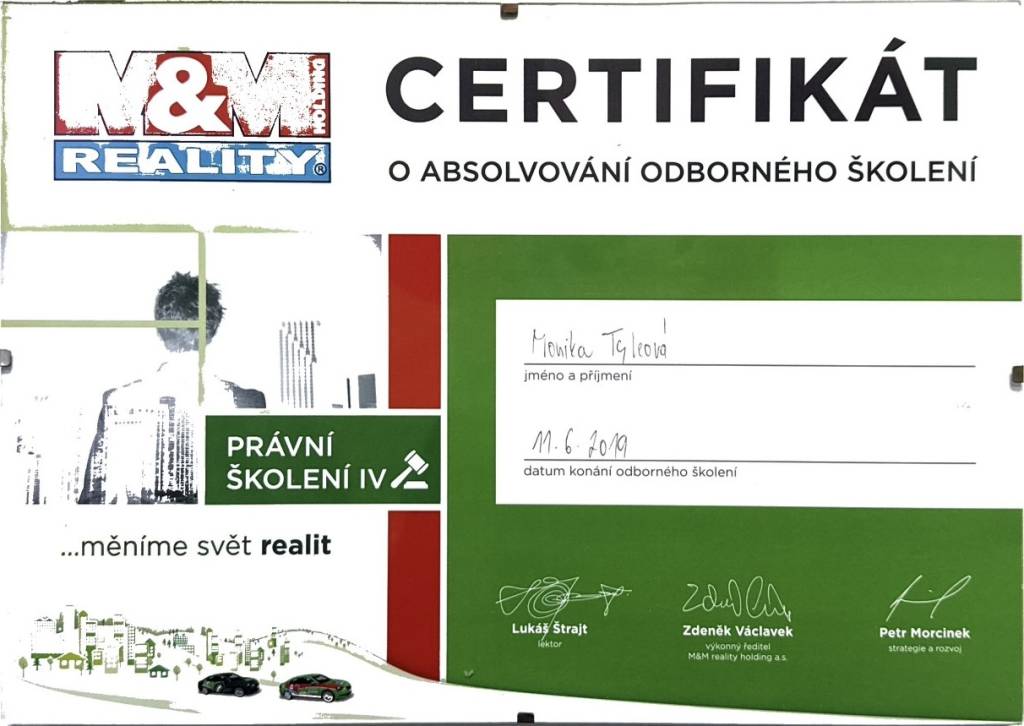 M&M HOLDING
REALITY®
CERTIFIKÁT
O ABSOLVOVÁNÍ ODBORNÉHO ŠKOLENÍ
Monika Tyleová
jméno a příjmení
11.6.2019
datum konání odborného školení
PRÁVNÍ
ŠKOLENÍ IV
...měníme svět realit
Lukáš Štrajt
lektor
Zdeněk Václavek
výkonný ředitel
M&M reality holding a.s.
Petr Morcinek
strategie a rozvoj